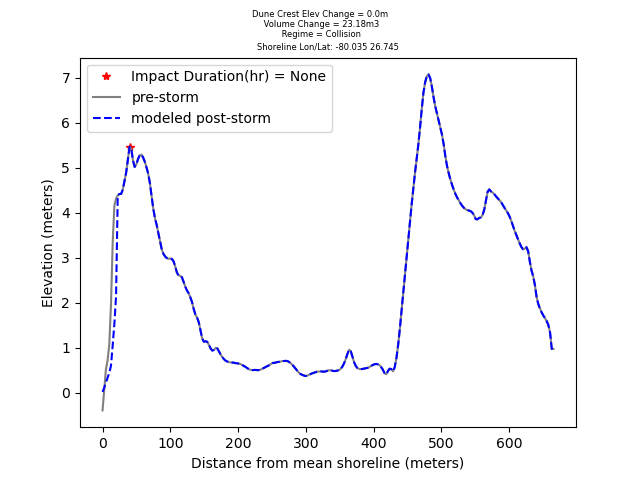 Dune Crest Elev Change = 0.0m
Volume Change = 23.18m3
Regime = Collision
Shoreline Lon/Lat: -80.035 26.745
Impact Duration(hr) = None
pre-storm
modeled post-storm
7
6
5
4
3
2
1
0
Elevation (meters)
0 100 200 300 400 500 600
Distance from mean shoreline (meters)